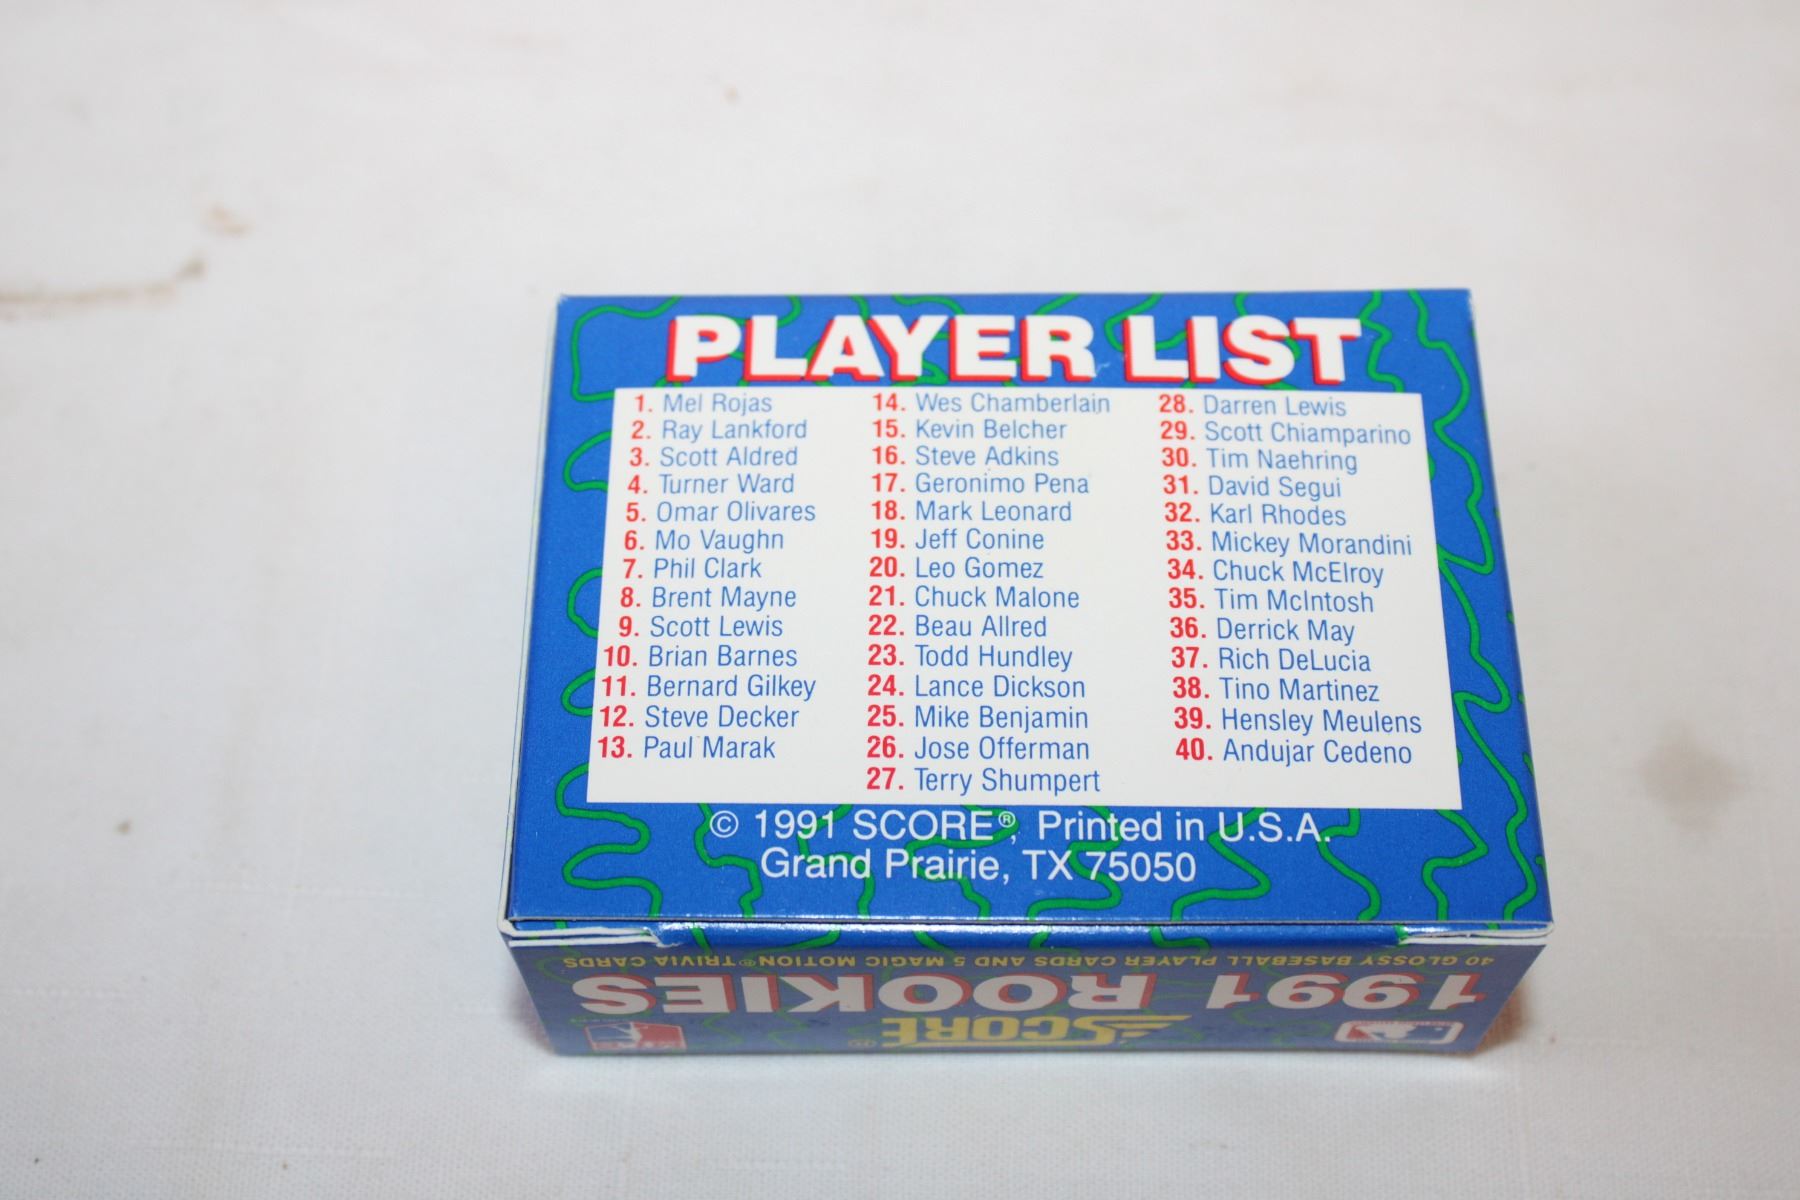 PLAYER LIST
1. Mel Rojas
2. Ray Lankford
3. Scott Aldred
4. Turner Ward
5. Omar Olivares
6. Mo Vaughn
7. Phil Clark
8. Brent Mayne
9. Scott Lewis
10. Brian Barnes
11. Bernard Gilkey
12. Steve Decker
13. Paul Marak
14. Wes Chamberlain
15. Kevin Belcher
16. Steve Adkins
17. Geronimo Pena
18. Mark Leonard
19. Jeff Conine
20. Leo Gomez
21. Chuck Malone
22. Beau Allred
23. Todd Hundley
24. Lance Dickson
25. Mike Benjamin
26. Jose Offerman
27. Terry Shumpert
28. Darren Lewis
29. Scott Chiamparino
30. Tim Naehring
31. David Segui
32. Karl Rhodes
33. Mickey Morandini
34. Chuck McElroy
35. Tim McIntosh
36. Derrick May
37. Rich DeLucia
38. Tino Martinez
39. Hensley Meulens
40. Andujar Cedeno
© 1991 SCORE®, Printed in U.S.A.
Grand Prairie, TX 75050
SCORE®
1991 ROOKIES
40 GLOSSY BASEBALL PLAYER CARDS AND 5 MAGIC MOTION® TRIVIA CARDS